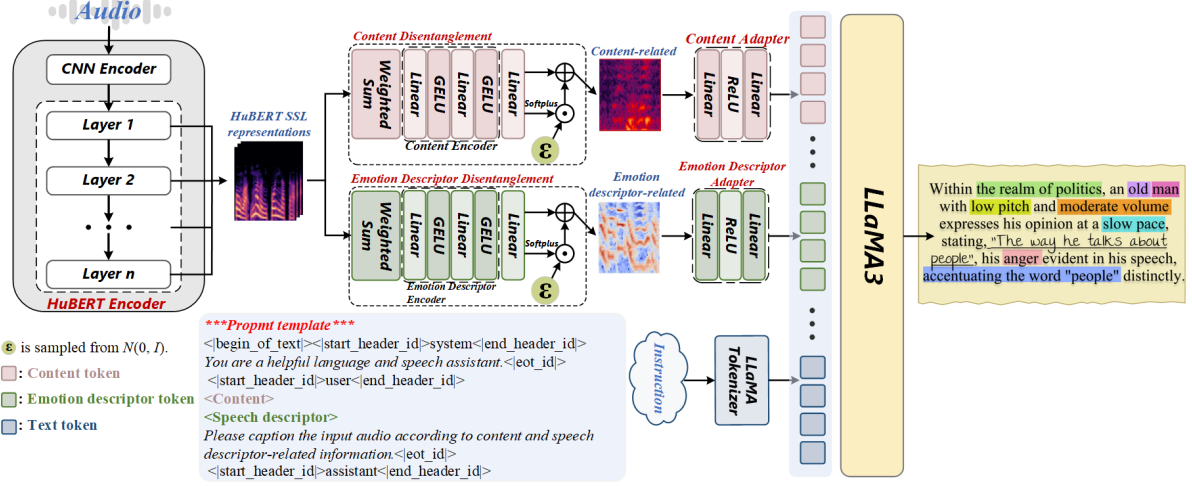 Audio
CNN Encoder
Layer 1
Layer 2
Layer n
HuBERT Encoder
HuBERT SSL
representations
Content Disentanglement
Weighted
Sum
Linear
GELU
Linear
GELU
Linear
Content Encoder
Softplus
ε
Content-related
Content Adapter
Linear
ReLU
Linear
Emotion Descriptor Disentanglement
Weighted
Sum
Linear
GELU
Linear
GELU
Linear
Emotion Descriptor
Encoder
Softplus
ε
Emotion
descriptor-related
Emotion Descriptor
Adapter
Linear
ReLU
Linear
LLaMA3
Within the realm of politics, an old man
with low pitch and moderate volume
expresses his opinion at a slow pace,
stating, "The way he talks about
people", his anger evident in his speech,
accentuating the word "people" distinctly.
ε is sampled from N(0, I).
: Content token
: Emotion descriptor token
: Text token
***Propmt template***
<|begin_of_text|><|start_header_id|>system<|end_header_id|>
You are a helpful language and speech assistant.<|eot_id|>
<|start_header_id|>user<|end_header_id|>
<Content>
<Speech descriptor>
Please caption the input audio according to content and speech
descriptor-related information.<|eot_id|>
<|start_header_id|>assistant<|end_header_id|>
Instruction
LLaMA
Tokenizer